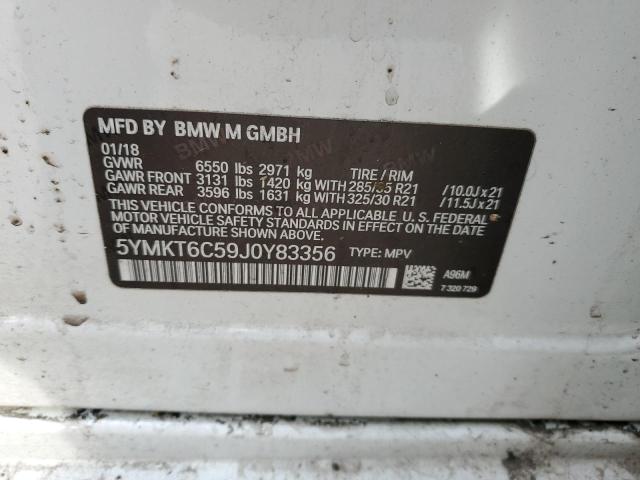 MFD BY BMW M GMBH
01/18
GVWR 6550 lbs 2971 kg TIRE / RIM
GAWR FRONT 3131 lbs 1420 kg WITH 285/35 R21 / 10.0J x 21
GAWR REAR 3596 lbs 1631 kg WITH 325/30 R21 / 11.5J x 21
THIS VEHICLE CONFORMS TO ALL APPLICABLE U. S. FEDERAL
MOTOR VEHICLE SAFETY STANDARDS IN EFFECT ON THE DATE
OF MANUFACTURE SHOWN ABOVE.
5YMKT6C59J0Y83356 TYPE: MPV
A96M
7 320 729